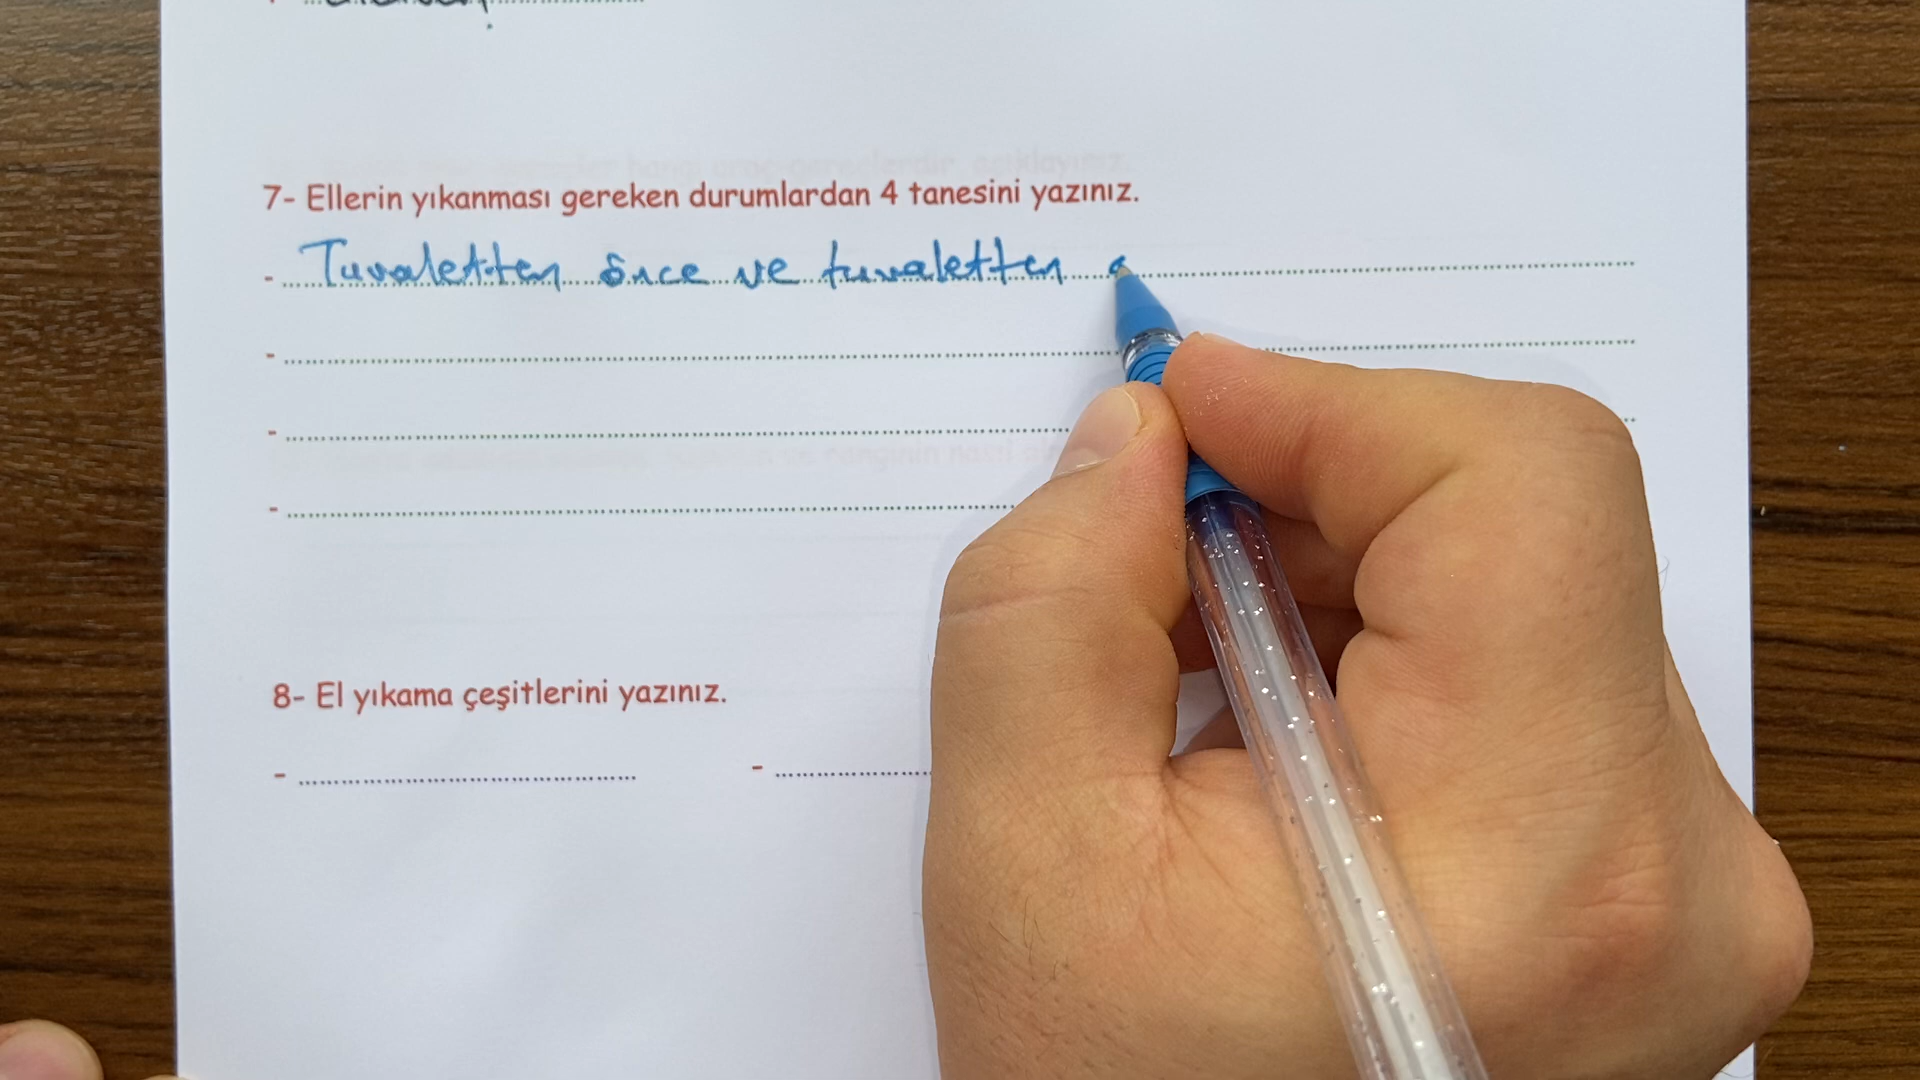 7- Ellerin yıkanması gereken durumlardan 4 tanesini yazınız.
- Tuvaletten önce ve tuvaletten
-
-
-
8- El yıkama çeşitlerini yazınız.
- -